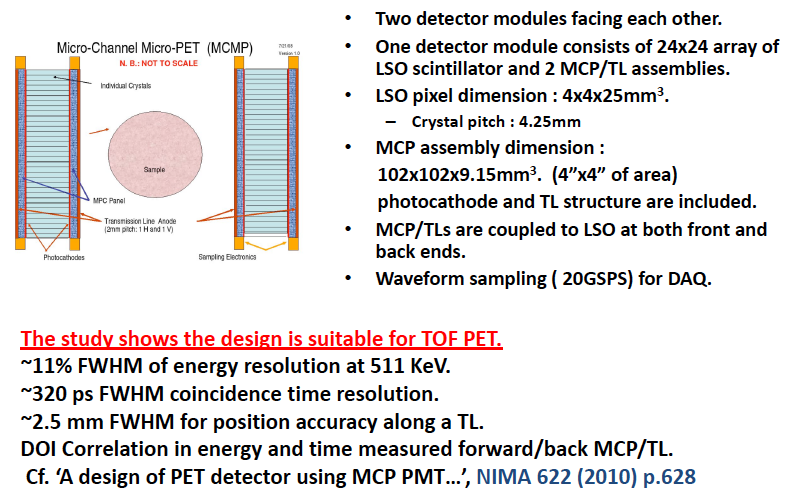 Micro-Channel Micro-PET (MCMP)
7/21/08
Version 1.0
N. B.: NOT TO SCALE
Individual Crystals
Sample
MPC Panel
Transmission Line Anode
(2mm pitch: 1 H and 1 V)
Photocathodes
Sampling Electronics
• Two detector modules facing each other.
• One detector module consists of 24x24 array of
LSO scintillator and 2 MCP/TL assemblies.
• LSO pixel dimension : 4x4x25mm³.
– Crystal pitch : 4.25mm
• MCP assembly dimension :
102x102x9.15mm³. (4”x4” of area)
photocathode and TL structure are included.
• MCP/TLs are coupled to LSO at both front and
back ends.
• Waveform sampling ( 20GSPS) for DAQ.
The study shows the design is suitable for TOF PET.
~11% FWHM of energy resolution at 511 KeV.
~320 ps FWHM coincidence time resolution.
~2.5 mm FWHM for position accuracy along a TL.
DOI Correlation in energy and time measured forward/back MCP/TL.
Cf. ‘A design of PET detector using MCP PMT…’, NIMA 622 (2010) p.628